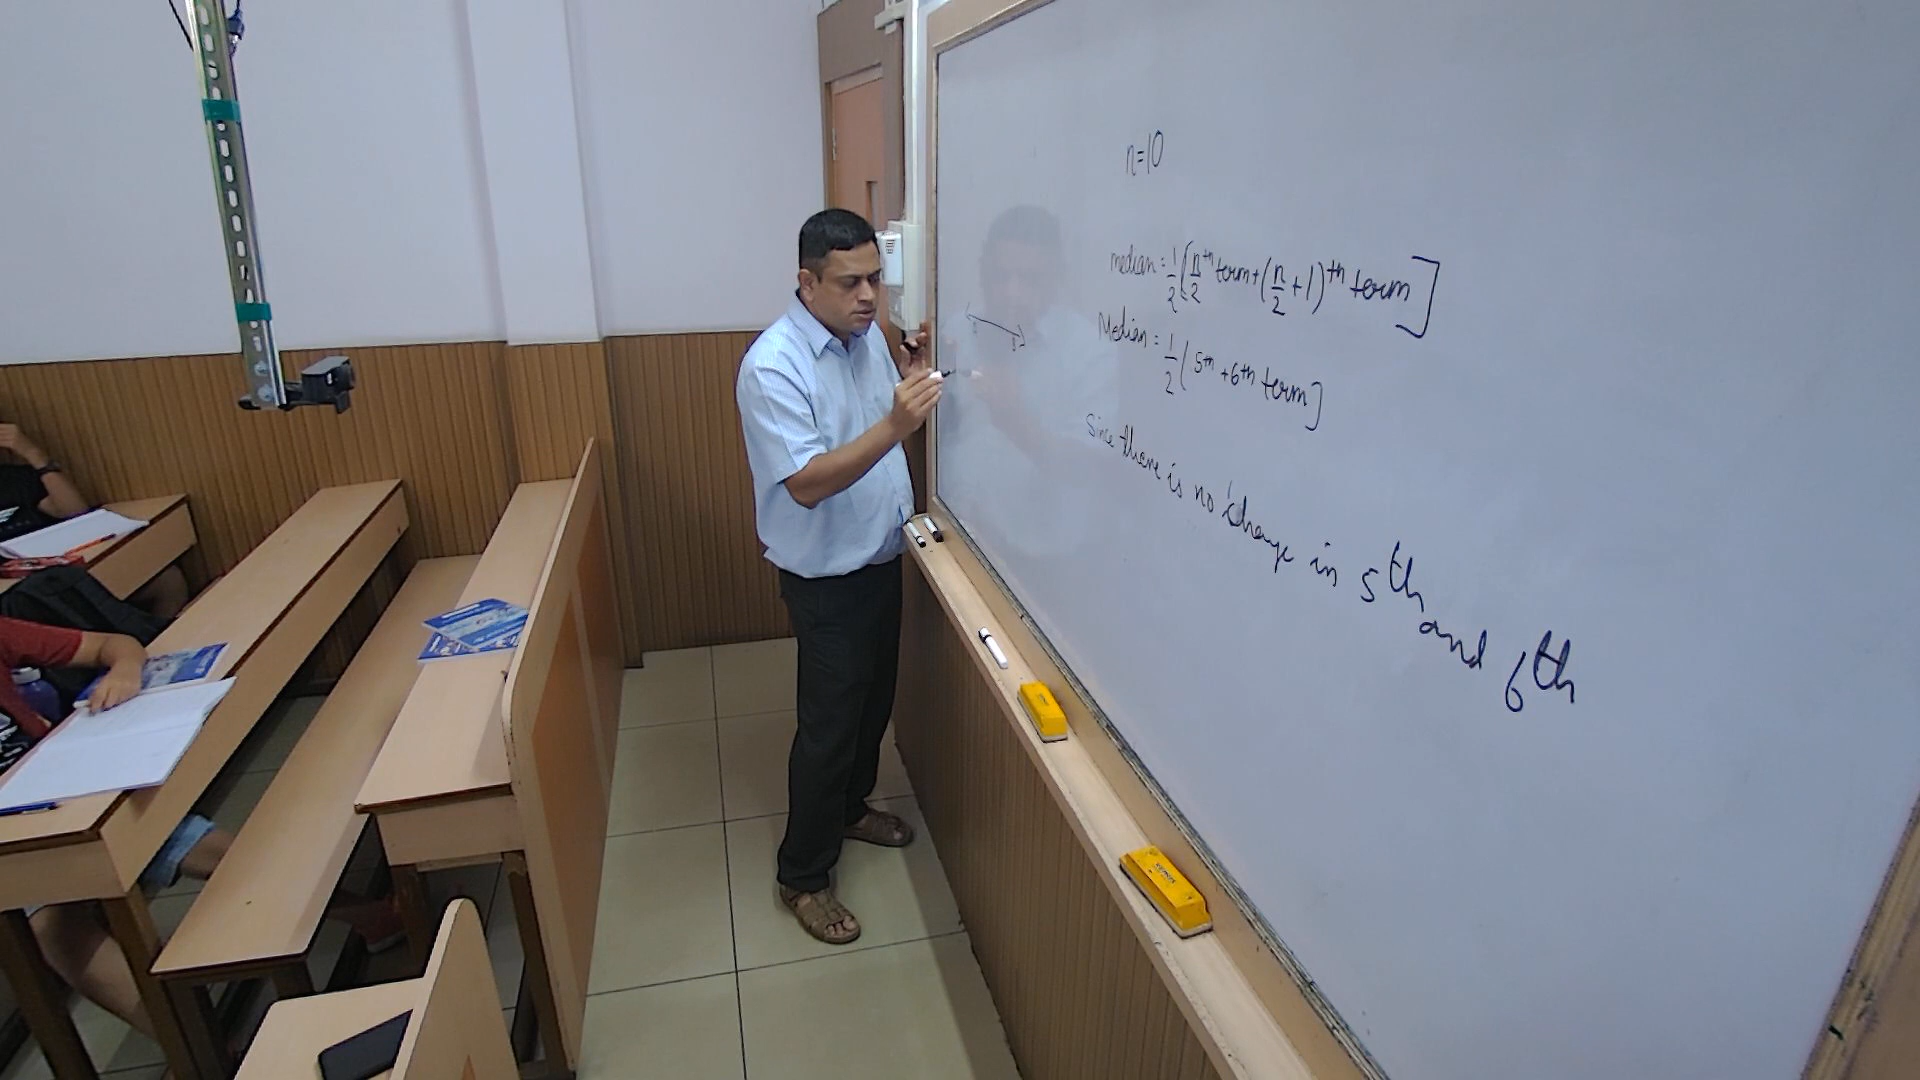 n=10
median = 1/2 [n/2 th term + (n/2 + 1)th term]
Median = 1/2 (5th + 6th term]
Since there is no change in 5th and 6th